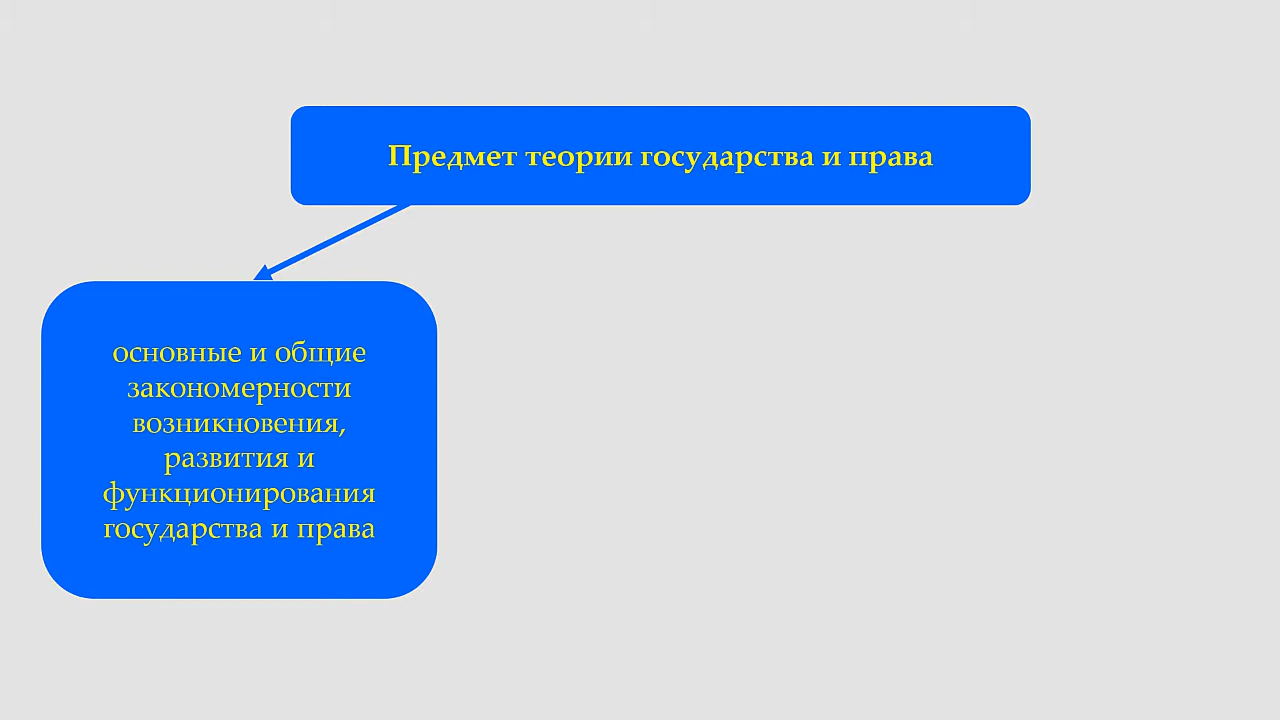 Предмет теории государства и права
основные и общие
закономерности
возникновения,
развития и
функционирования
государства и права